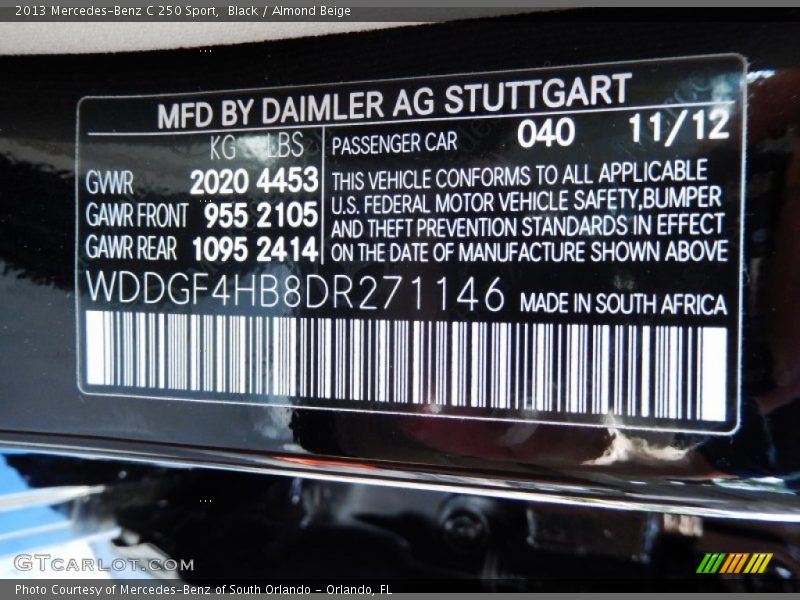 2013 Mercedes-Benz C 250 Sport,  Black / Almond Beige
MFD BY DAIMLER AG STUTTGART
KG LBS
GVWR 2020 4453
GAWR FRONT 955 2105
GAWR REAR 1095 2414
PASSENGER CAR 040 11/12
THIS VEHICLE CONFORMS TO ALL APPLICABLE
U.S. FEDERAL MOTOR VEHICLE SAFETY,BUMPER
AND THEFT PREVENTION STANDARDS IN EFFECT
ON THE DATE OF MANUFACTURE SHOWN ABOVE
WDDGF4HB8DR271146 MADE IN SOUTH AFRICA
GTCARLOT.COM
Photo Courtesy of Mercedes-Benz of South Orlando - Orlando, FL